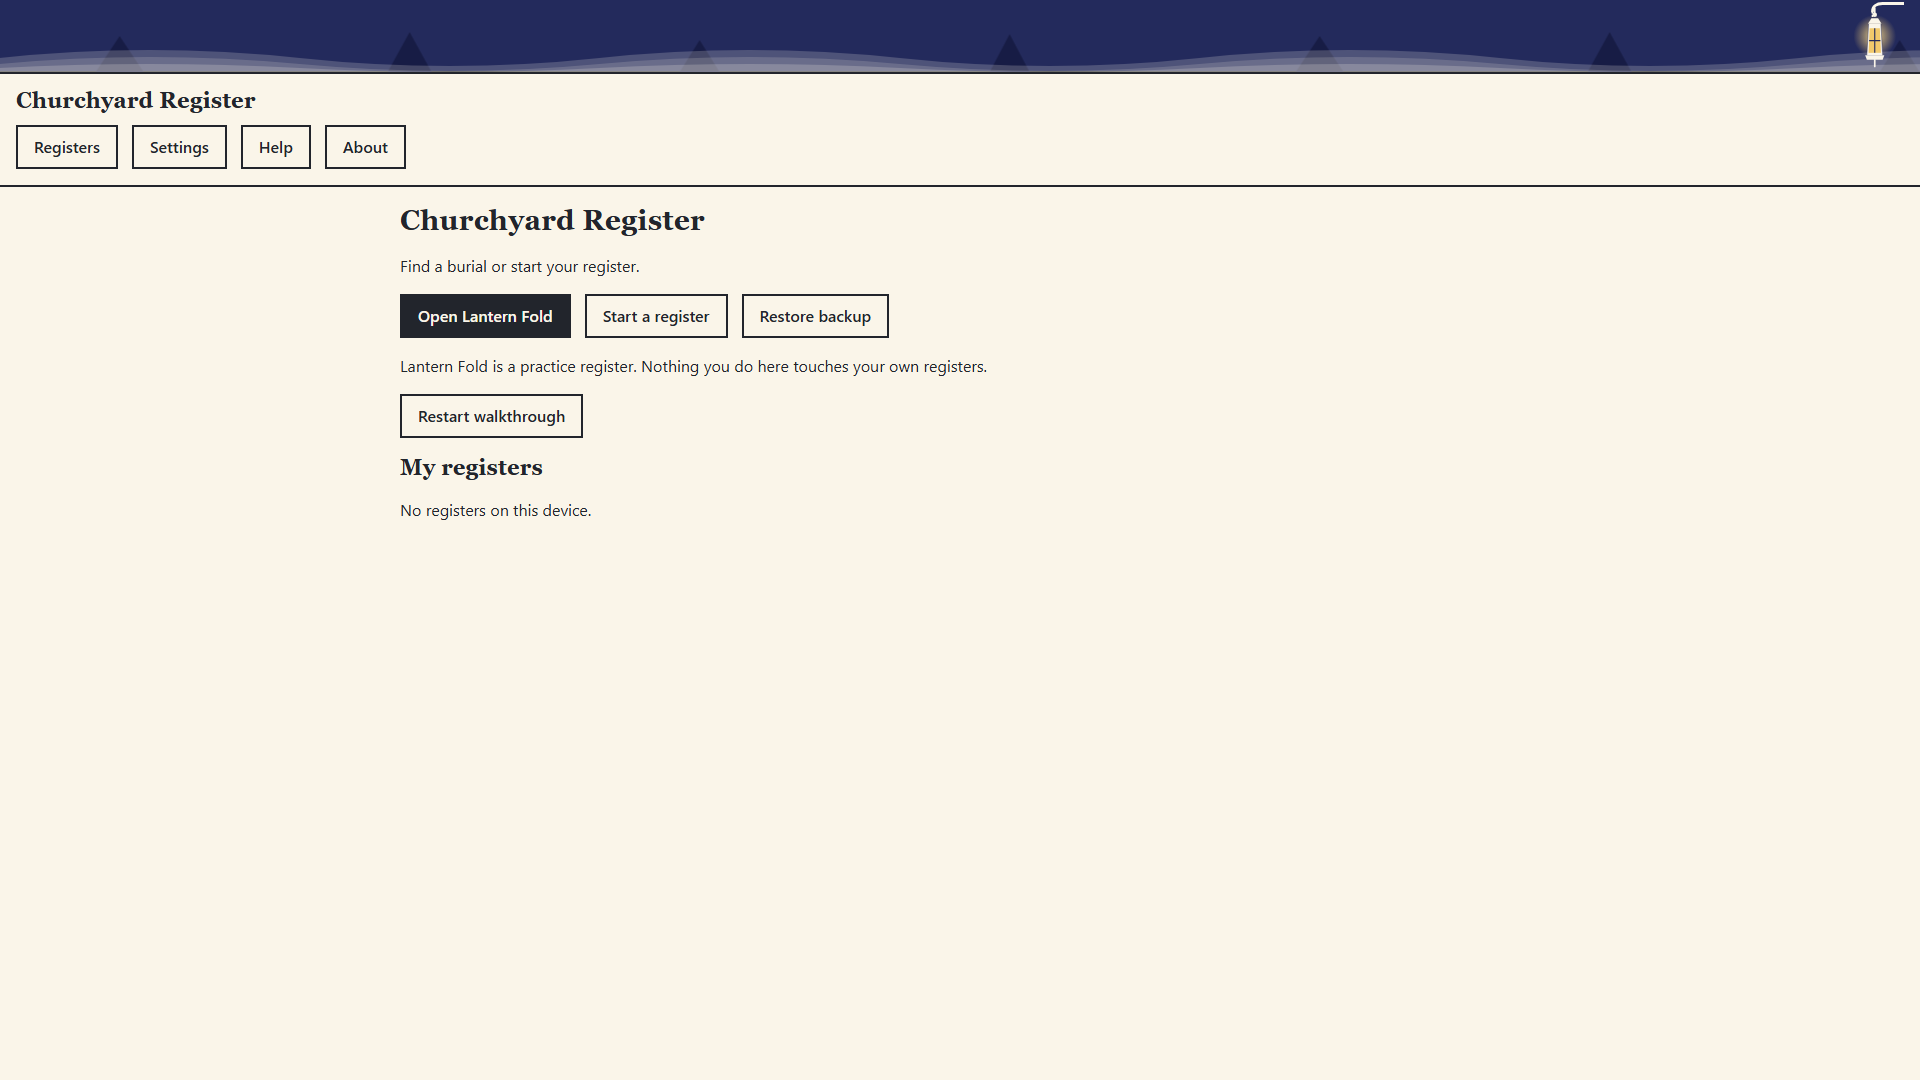 Churchyard Register
Registers Settings Help About
Churchyard Register
Find a burial or start your register.
Open Lantern Fold Start a register Restore backup
Lantern Fold is a practice register. Nothing you do here touches your own registers.
Restart walkthrough
My registers
No registers on this device.